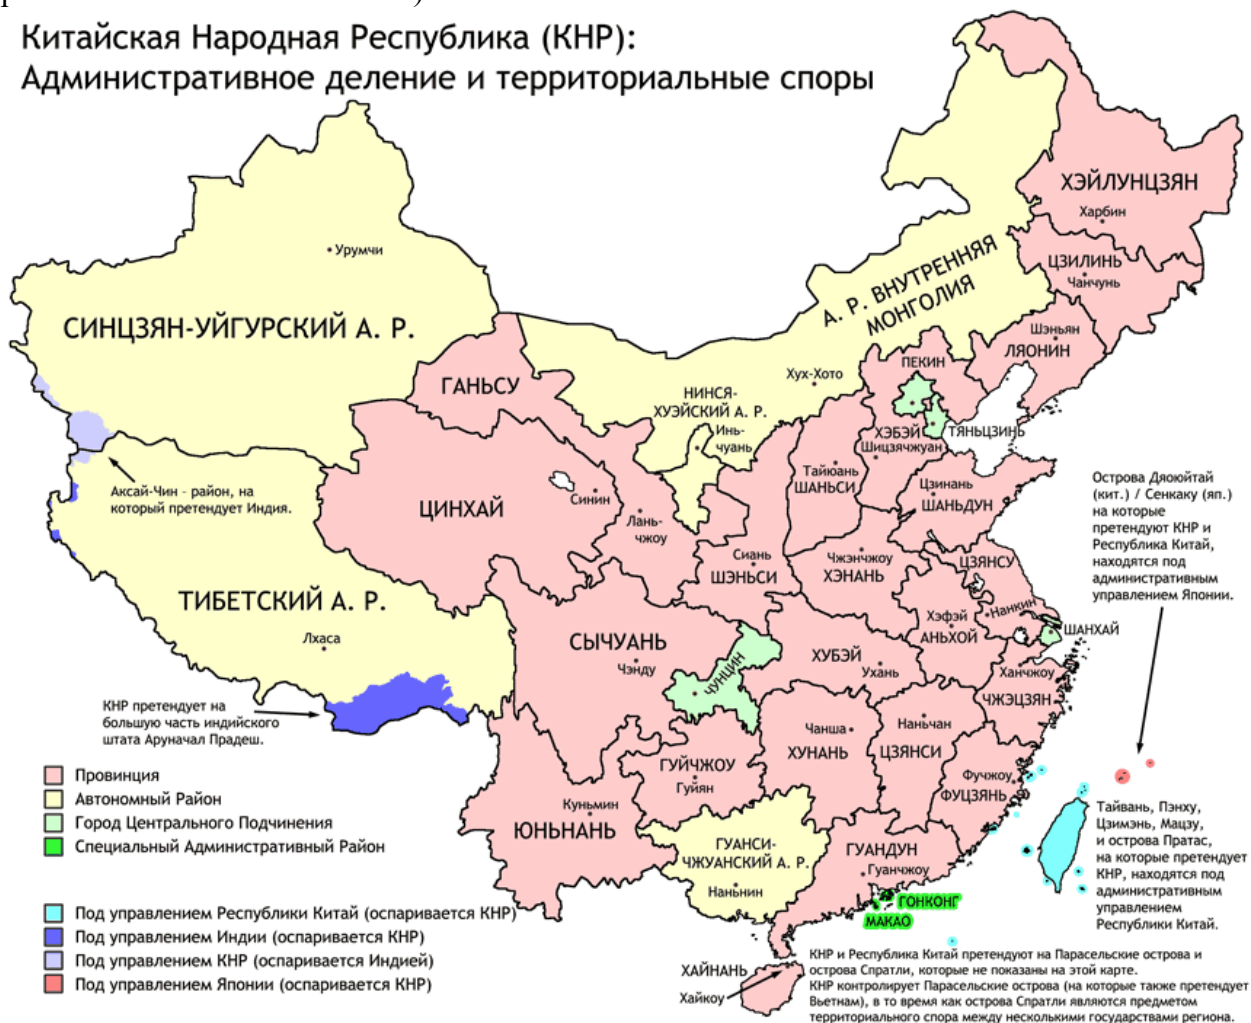 Китайская Народная Республика (КНР):
Административное деление и территориальные споры
ХЭЙЛУНЦЗЯН
Харбин
ЦЗИЛИНЬ
Чанчунь
Шэньян
ЛЯОНИН
А. Р. ВНУТРЕННЯЯ
МОНГОЛИЯ
Хух-Хото
Урумчи
СИНЦЗЯН-УЙГУРСКИЙ А. Р.
ГАНЬСУ
НИНСЯ-
ХУЭЙСКИЙ А. Р.
Инь-
чуань
ПЕКИН
ТЯНЬЦЗИНЬ
ХЭБЭЙ
Шицзячжуан
Тайюань
ШАНЬСИ
Цзинань
ШАНЬДУН
Аксай-Чин - район, на
который претендует Индия.
ЦИНХАЙ
Синин
Лань-
чжоу
Сиань
ШЭНЬСИ
Чжэнчжоу
ХЭНАНЬ
ЦЗЯНСУ
Нанкин
Хэфэй
АНЬХОЙ
ШАНХАЙ
Острова Дяоюйтай
(кит.) / Сенкаку (яп.)
на которые
претендуют КНР и
Республика Китай,
находятся под
административным
управлением Японии.
ТИБЕТСКИЙ А. Р.
Лхаса
СЫЧУАНЬ
Чэнду
ЧУНЦИН
ХУБЭЙ
Ухань
Ханчжоу
ЧЖЭЦЗЯН
КНР претендует на
большую часть индийского
штата Аруначал Прадеш.
Чанша
ХУНАНЬ
Наньчан
ЦЗЯНСИ
ГУЙЧЖОУ
Гуйян
Фучжоу
ФУЦЗЯНЬ
Куньмин
ЮНЬНАНЬ
ГУАНСИ-
ЧЖУАНСКИЙ А. Р.
Наньнин
ГУАНДУН
Гуанчжоу
ГОНКОНГ
МАКАО
Тайвань, Пэнху,
Цзимэнь, Мацзу,
и острова Пратас,
на которые претендует
КНР, находятся под
административным
управлением
Республики Китай.
Провинция
Автономный Район
Город Центрального Подчинения
Специальный Административный Район
Под управлением Республики Китай (оспаривается КНР)
Под управлением Индии (оспаривается КНР)
Под управлением КНР (оспаривается Индией)
Под управлением Японии (оспаривается КНР)
ХАЙНАНЬ
Хайкоу
КНР и Республика Китай претендуют на Парасельские острова и
острова Спратли, которые не показаны на этой карте.
КНР контролирует Парасельские острова (на которые также претендует
Вьетнам), в то время как острова Спратли являются предметом
территориального спора между несколькими государствами региона.